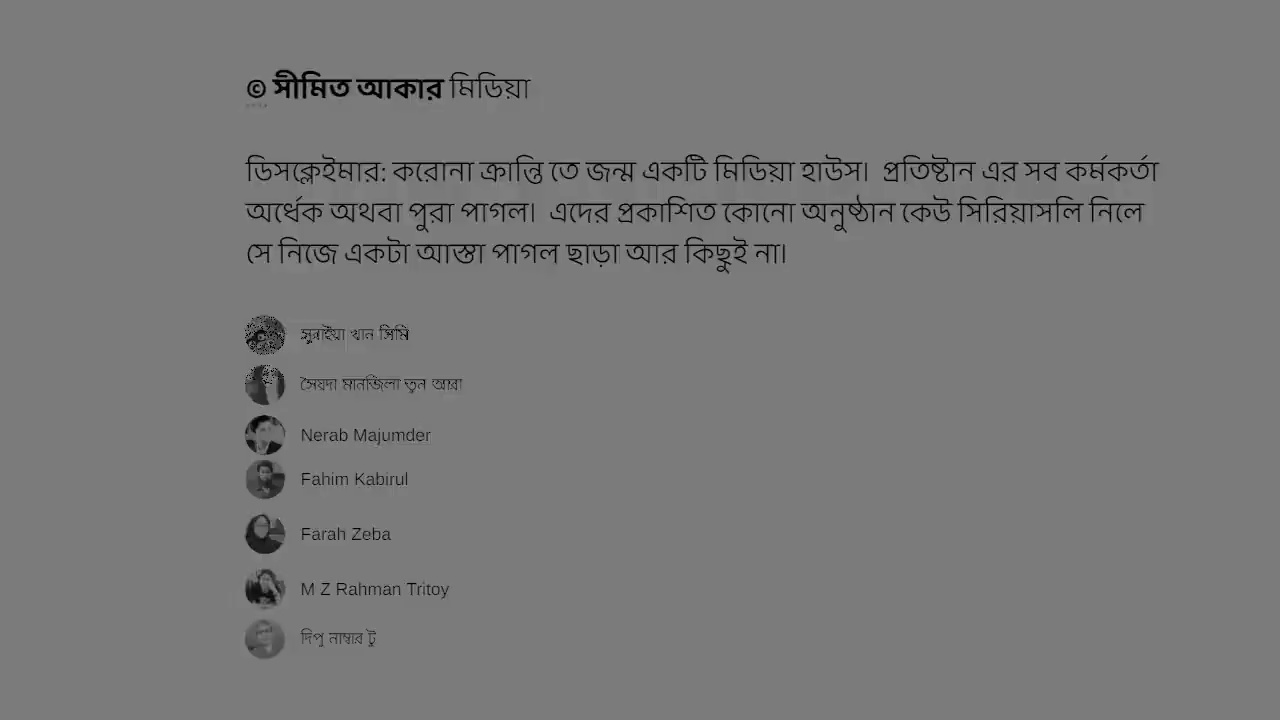 © সীমিত আকার মিডিয়া
ডিসক্লেইমার: করোনা ক্রান্তি তে জন্ম একটি মিডিয়া হাউস। প্রতিষ্টান এর সব কর্মকর্তা
অর্ধেক অথবা পুরা পাগল। এদের প্রকাশিত কোনো অনুষ্ঠান কেউ সিরিয়াসলি নিলে
সে নিজে একটা আস্তা পাগল ছাড়া আর কিছুই না।
সুরাইয়া খান সিমি
সৈয়দা মানজিলা তুন আরা
Nerab Majumder
Fahim Kabirul
Farah Zeba
M Z Rahman Tritoy
দিপু নাম্বার টু